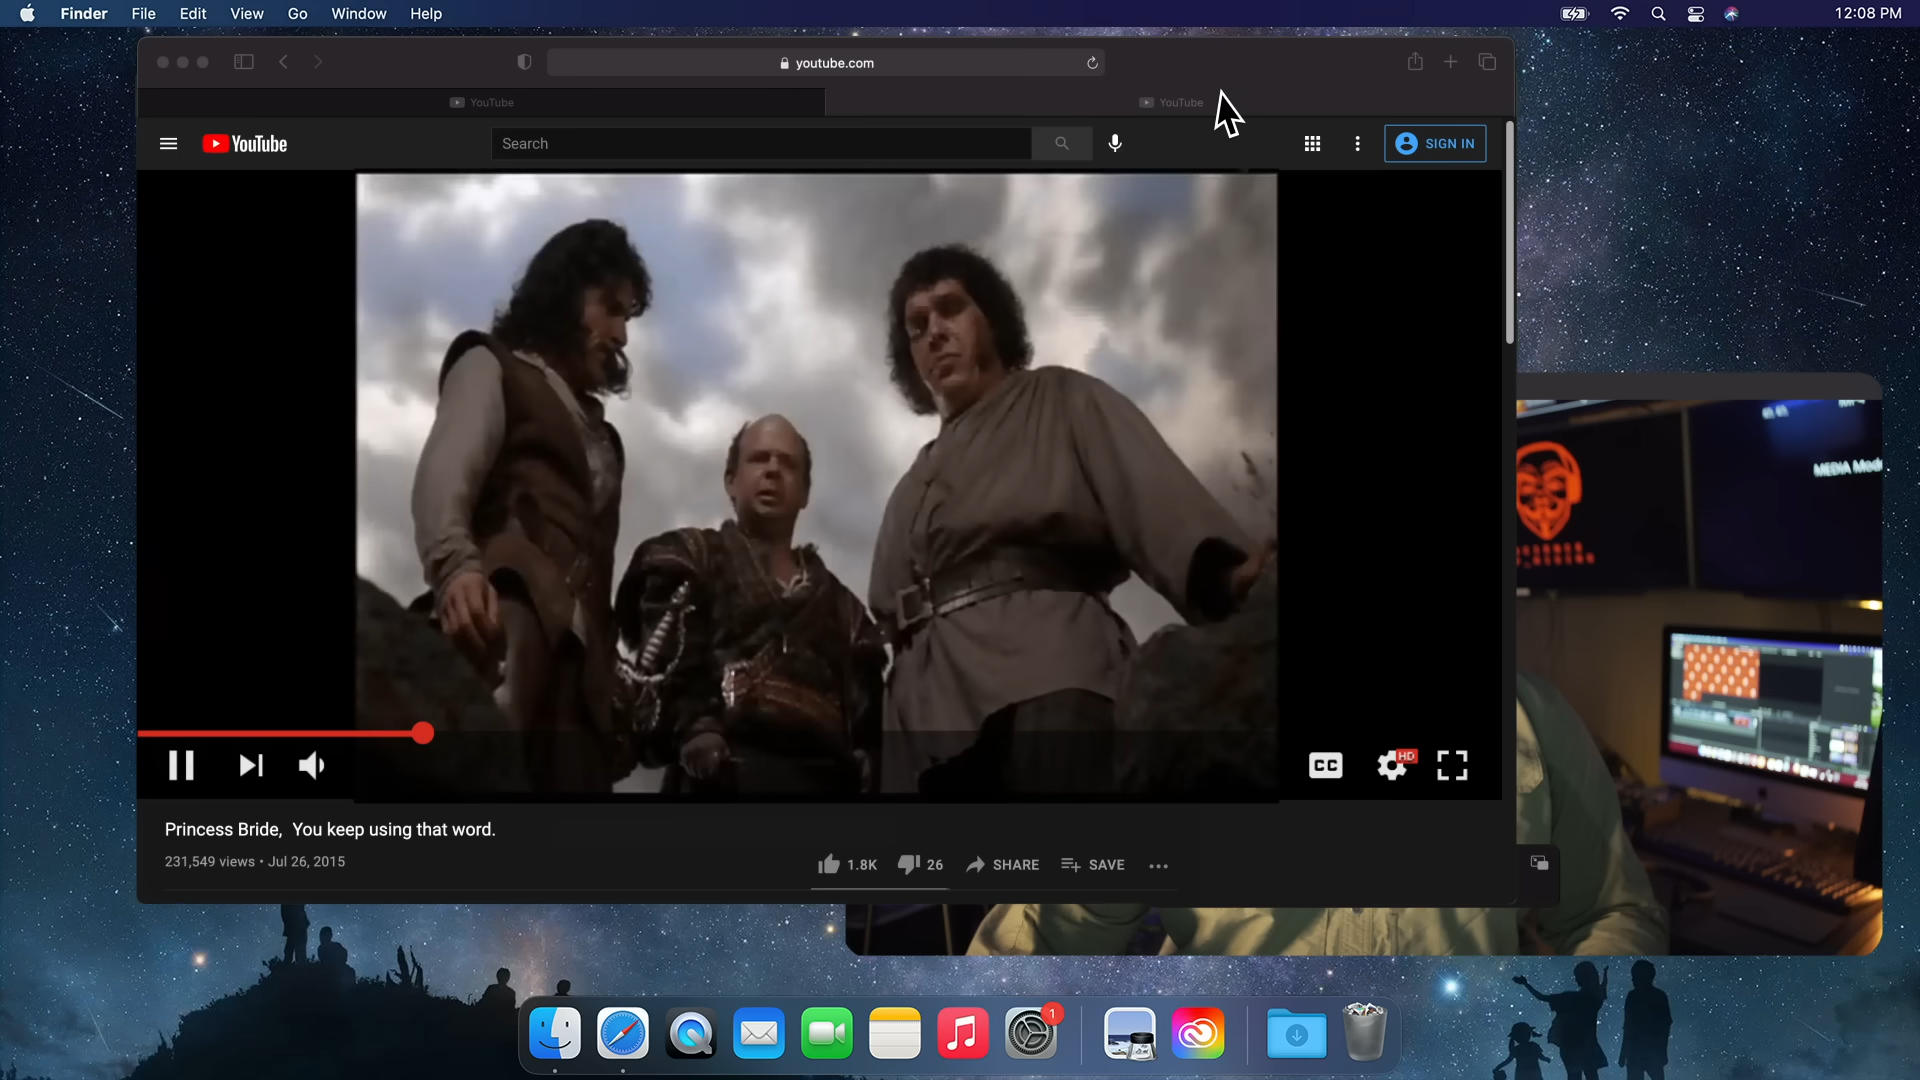 Finder File Edit View Go Window Help 12:08 PM
youtube.com
YouTube YouTube
YouTube Search SIGN IN
MEDIA
CC HD
Princess Bride, You keep using that word.
231,549 views • Jul 26, 2015
1.8K 26 SHARE SAVE
1